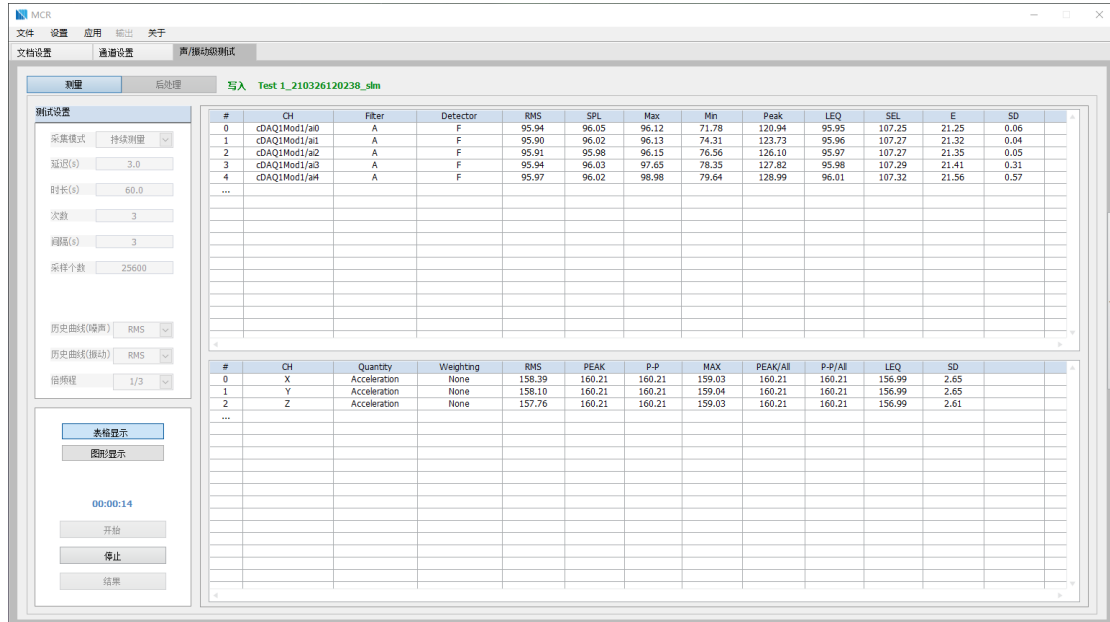 MCR
文件 设置 应用 输出 关于
文档设置 通道设置 声/振动级测试
测量 后处理 写入 Test 1_210326120238_slm
测试设置
采集模式 持续测量
延迟(s) 3.0
时长(s) 60.0
次数 3
间隔(s) 3
采样个数 25600
历史曲线(噪声) RMS
历史曲线(振动) RMS
倍频程 1/3
表格显示
图形显示
00:00:14
开始
停止
结果
# CH Filter Detector RMS SPL Max Min Peak LEQ SEL E SD
0 cDAQ1Mod1/ai0 A F 95.94 96.05 96.12 71.78 120.94 95.95 107.25 21.25 0.06
1 cDAQ1Mod1/ai1 A F 95.90 96.02 96.13 74.31 123.73 95.96 107.27 21.32 0.04
2 cDAQ1Mod1/ai2 A F 95.91 95.98 96.15 76.56 126.10 95.97 107.27 21.35 0.05
3 cDAQ1Mod1/ai3 A F 95.94 96.03 97.65 78.35 127.82 95.98 107.29 21.41 0.31
4 cDAQ1Mod1/ai4 A F 95.97 96.02 98.98 79.64 128.99 96.01 107.32 21.56 0.57
...
# CH Quantity Weighting RMS PEAK P-P MAX PEAK/All P-P/All LEQ SD
0 X Acceleration None 158.39 160.21 160.21 159.03 160.21 160.21 156.99 2.65
1 Y Acceleration None 158.10 160.21 160.21 159.04 160.21 160.21 156.99 2.65
2 Z Acceleration None 157.76 160.21 160.21 159.03 160.21 160.21 156.99 2.61
...